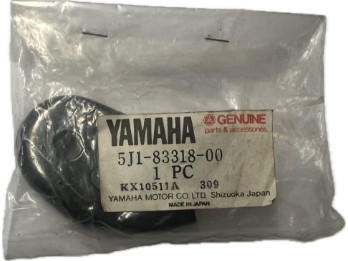 YAMAHA GENUINE
parts & accessories
5J1-83318-00
1 PC
KX10511A 309
YAMAHA MOTOR CO.LTD. Shizuoka Japan
MADE IN JAPAN